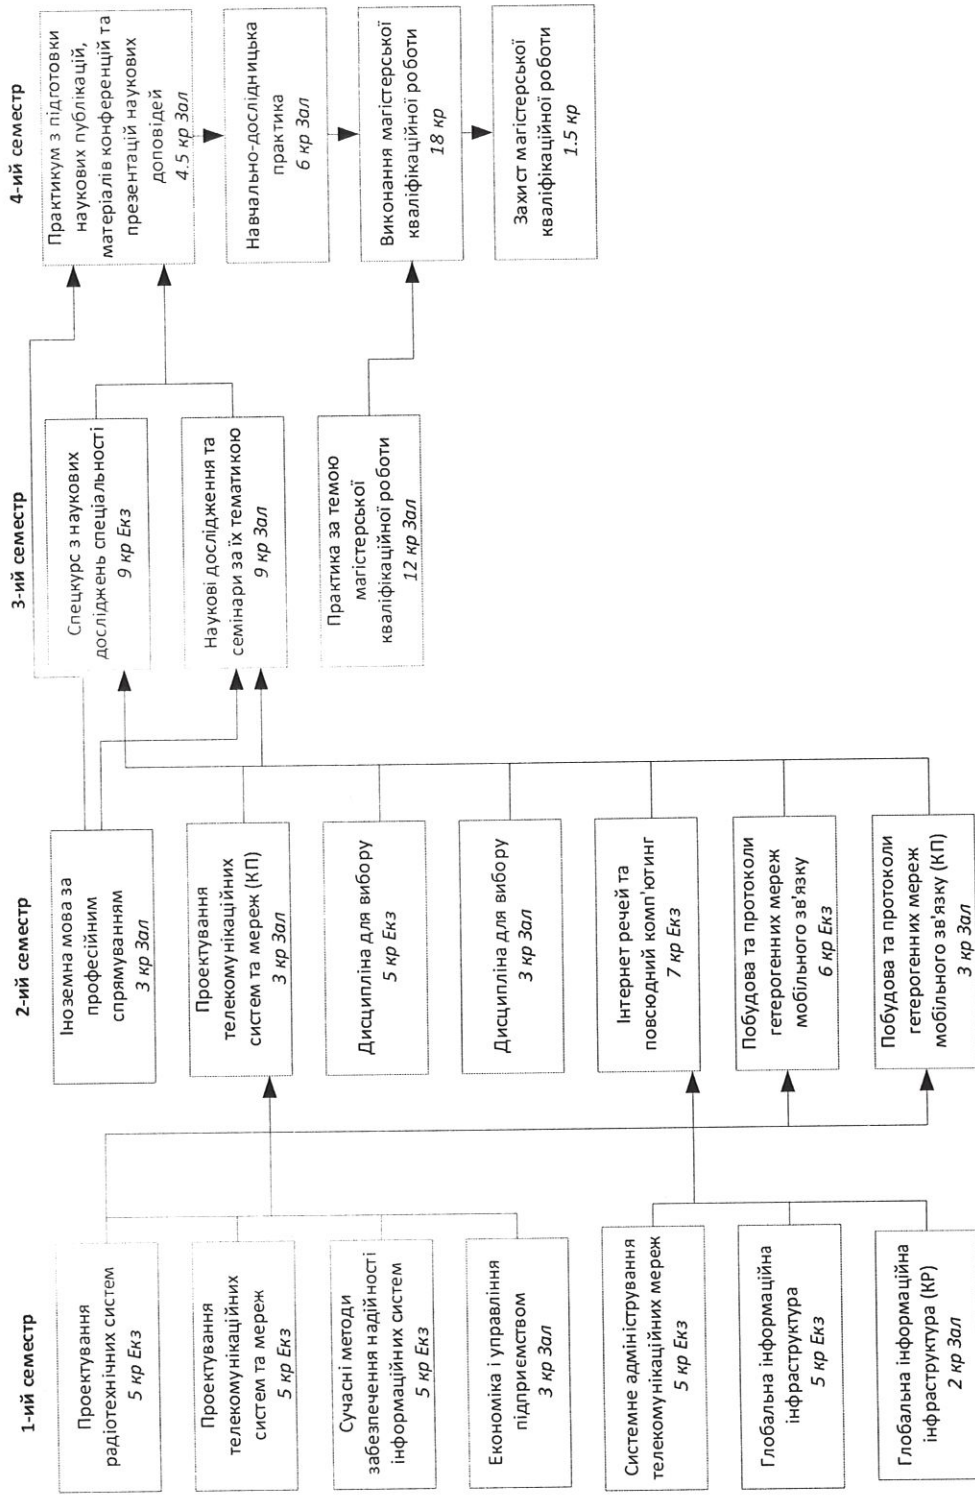 1-ий семестр
Проектування
радіотехнічних систем
5 кр Екз
Проектування
телекомунікаційних
систем та мереж
5 кр Екз
Сучасні методи
забезпечення надійності
інформаційних систем
5 кр Екз
Економіка і управління
підприємством
3 кр Зал
Системне адміністрування
телекомунікаційних мереж
5 кр Екз
Глобальна інформаційна
інфраструктура
5 кр Екз
Глобальна інформаційна
інфраструктура (КР)
2 кр Зал
2-ий семестр
Іноземна мова за
професійним
спрямуванням
3 кр Зал
Проектування
телекомунікаційних
систем та мереж (КП)
3 кр Зал
Дисципліна для вибору
5 кр Екз
Дисципліна для вибору
3 кр Зал
Інтернет речей та
повсюдний комп'ютинг
7 кр Екз
Побудова та протоколи
гетерогенних мереж
мобільного зв'язку
6 кр Екз
Побудова та протоколи
гетерогенних мереж
мобільного зв'язку (КП)
3 кр Зал
3-ий семестр
Спецкурс з наукових
досліджень спеціальності
9 кр Екз
Наукові дослідження та
семінари за їх тематикою
9 кр Зал
Практика за темою
магістерської
кваліфікаційної роботи
12 кр Зал
4-ий семестр
Практикум з підготовки
наукових публікацій,
матеріалів конференцій та
презентацій наукових
доповідей
4.5 кр Зал
Навчально-дослідницька
практика
6 кр Зал
Виконання магістерської
кваліфікаційної роботи
18 кр
Захист магістерської
кваліфікаційної роботи
1.5 кр